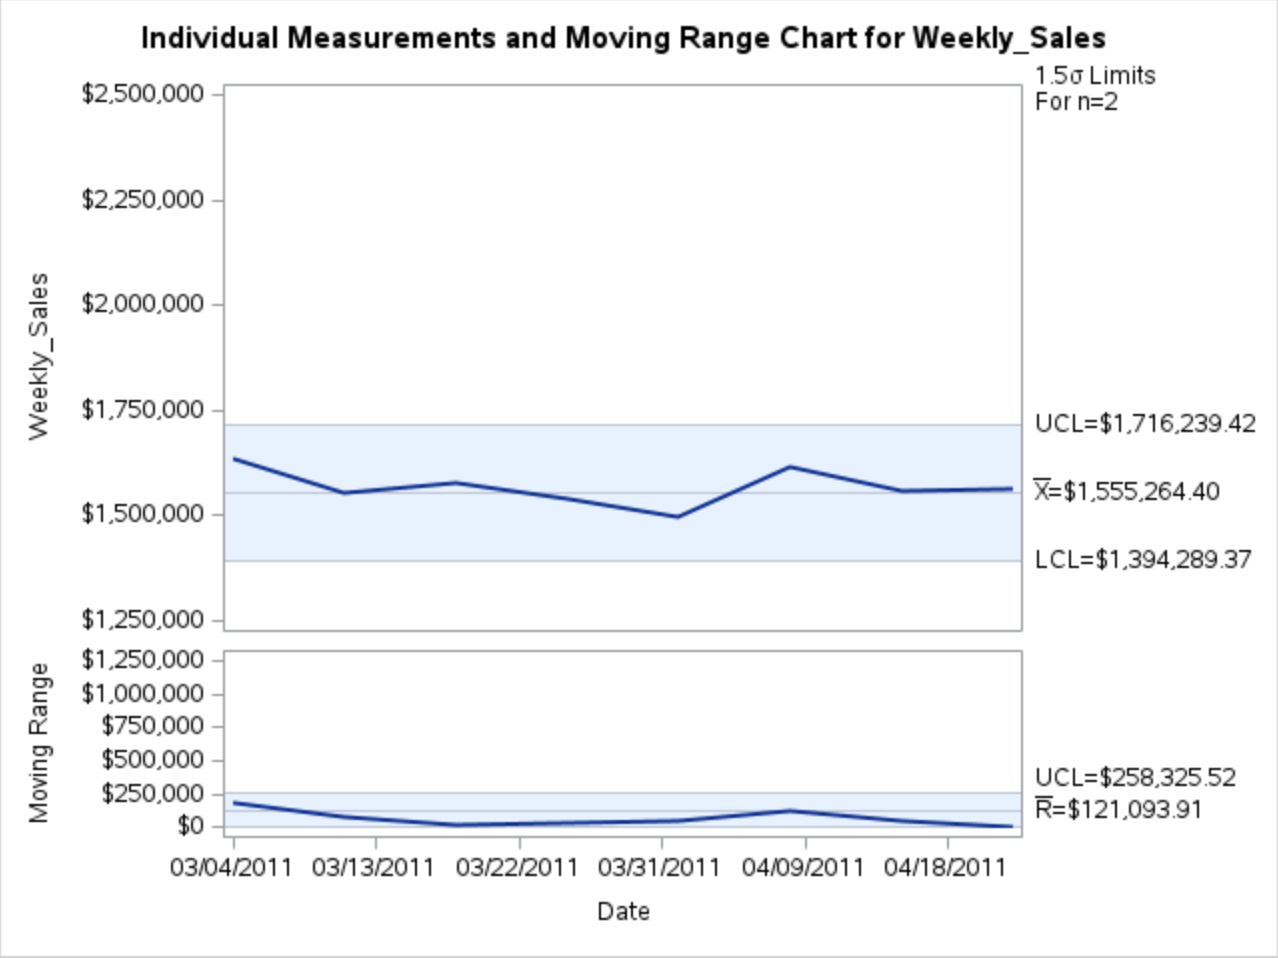 Individual Measurements and Moving Range Chart for Weekly_Sales
1.5σ Limits
For n=2
$2,500,000
$2,250,000
$2,000,000
$1,750,000
$1,500,000
$1,250,000
Weekly_Sales
UCL=$1,716,239.42
X̅=$1,555,264.40
LCL=$1,394,289.37
$1,250,000
$1,000,000
$750,000
$500,000
$250,000
$0
Moving Range
UCL=$258,325.52
R̅=$121,093.91
03/04/2011 03/13/2011 03/22/2011 03/31/2011 04/09/2011 04/18/2011
Date